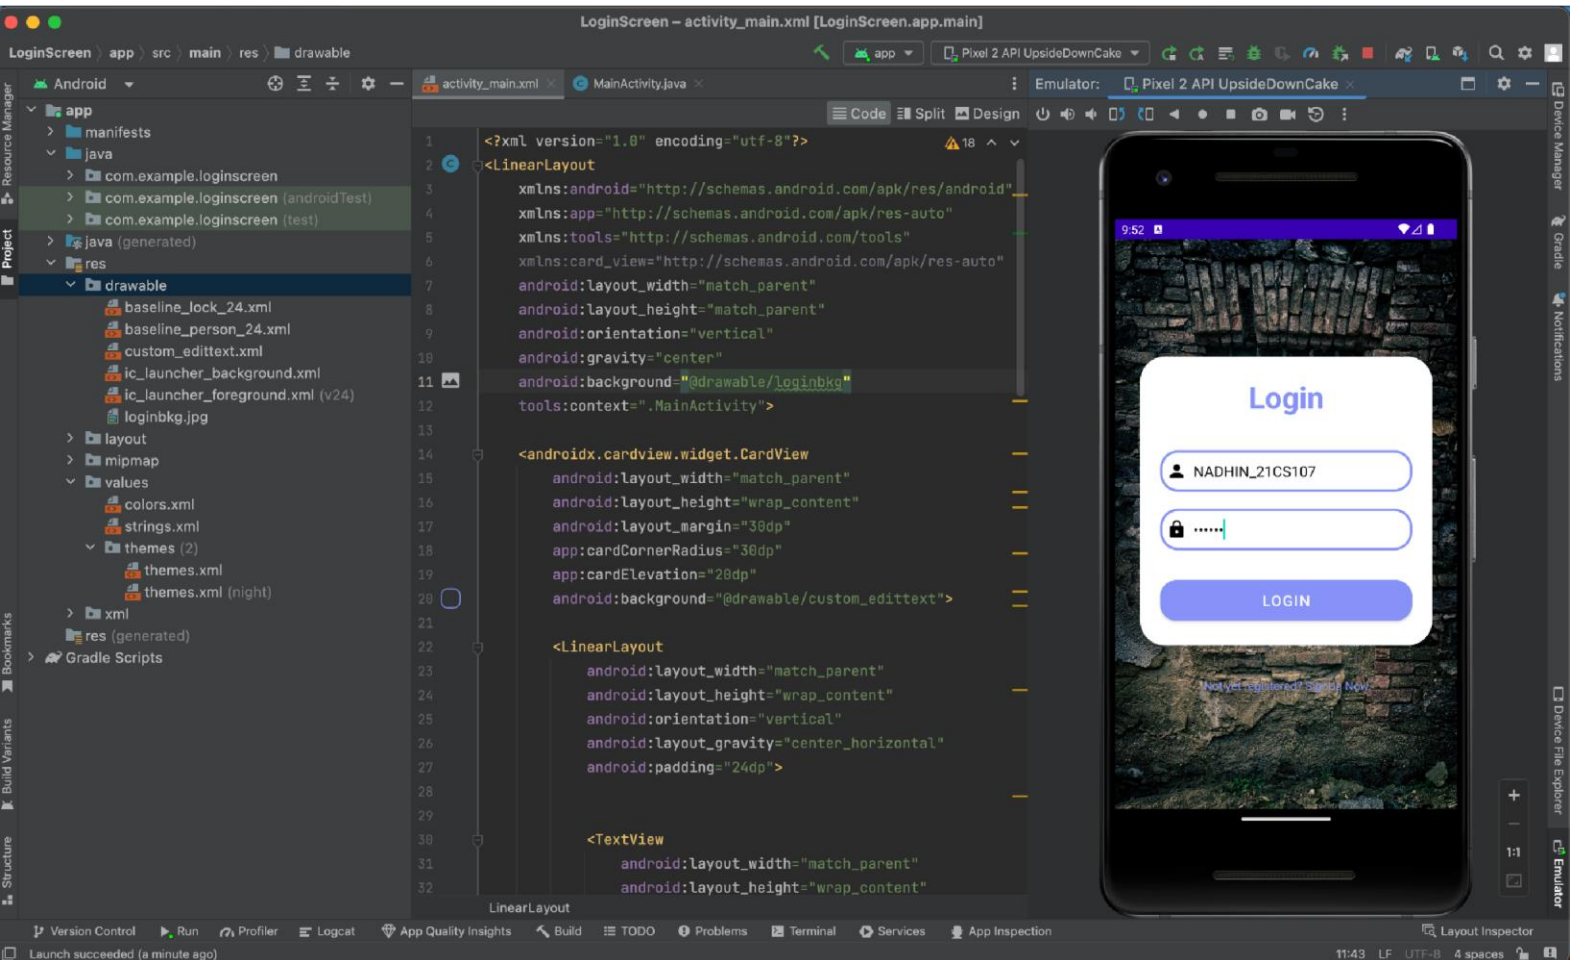 LoginScreen – activity_main.xml [LoginScreen.app.main]
LoginScreen app src main res drawable
app Pixel 2 API UpsideDownCake
Android
activity_main.xml MainActivity.java
Emulator: Pixel 2 API UpsideDownCake
Code Split Design
Resource Manager
Project
Bookmarks
Build Variants
Structure
app
manifests
java
com.example.loginscreen
com.example.loginscreen (androidTest)
com.example.loginscreen (test)
java (generated)
res
drawable
baseline_lock_24.xml
baseline_person_24.xml
custom_edittext.xml
ic_launcher_background.xml
ic_launcher_foreground.xml (v24)
loginbkg.jpg
layout
mipmap
values
colors.xml
strings.xml
themes (2)
themes.xml
themes.xml (night)
xml
res (generated)
Gradle Scripts
18
1 <?xml version="1.0" encoding="utf-8"?>
2 <LinearLayout
3 xmlns:android="http://schemas.android.com/apk/res/android"
4 xmlns:app="http://schemas.android.com/apk/res-auto"
5 xmlns:tools="http://schemas.android.com/tools"
6 xmlns:card_view="http://schemas.android.com/apk/res-auto"
7 android:layout_width="match_parent"
8 android:layout_height="match_parent"
9 android:orientation="vertical"
10 android:gravity="center"
11 android:background="@drawable/loginbkg"
12 tools:context=".MainActivity">
13
14 <androidx.cardview.widget.CardView
15 android:layout_width="match_parent"
16 android:layout_height="wrap_content"
17 android:layout_margin="30dp"
18 app:cardCornerRadius="30dp"
19 app:cardElevation="20dp"
20 android:background="@drawable/custom_edittext">
21
22 <LinearLayout
23 android:layout_width="match_parent"
24 android:layout_height="wrap_content"
25 android:orientation="vertical"
26 android:layout_gravity="center_horizontal"
27 android:padding="24dp">
28
29
30 <TextView
31 android:layout_width="match_parent"
32 android:layout_height="wrap_content"
LinearLayout
9:52
Login
NADHIN_21CS107
••••••
LOGIN
Not yet registered? SignUp Now
1:1
Device Manager
Gradle
Notifications
Device File Explorer
Emulator
Version Control Run Profiler Logcat App Quality Insights Build TODO Problems Terminal Services App Inspection Layout Inspector
Launch succeeded (a minute ago) 11:43 LF UTF-8 4 spaces